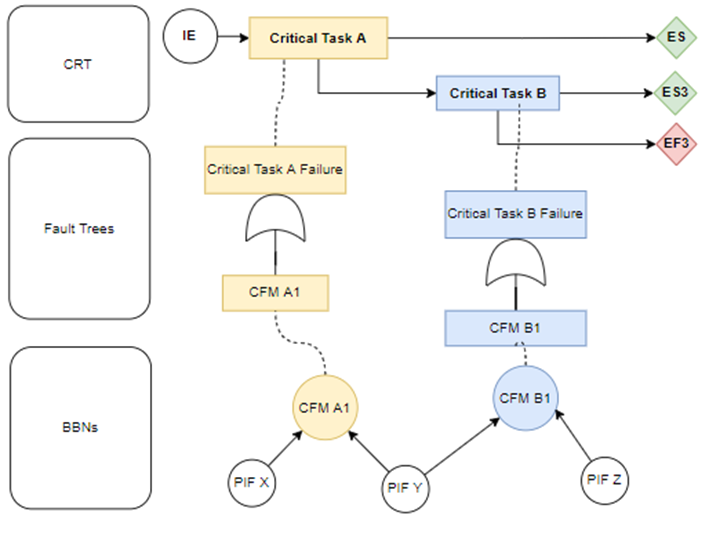 CRT
IE
Critical Task A
ES
Critical Task B
ES3
EF3
Fault Trees
Critical Task A Failure
Critical Task B Failure
CFM A1
CFM B1
BBNs
CFM A1
CFM B1
PIF X
PIF Y
PIF Z